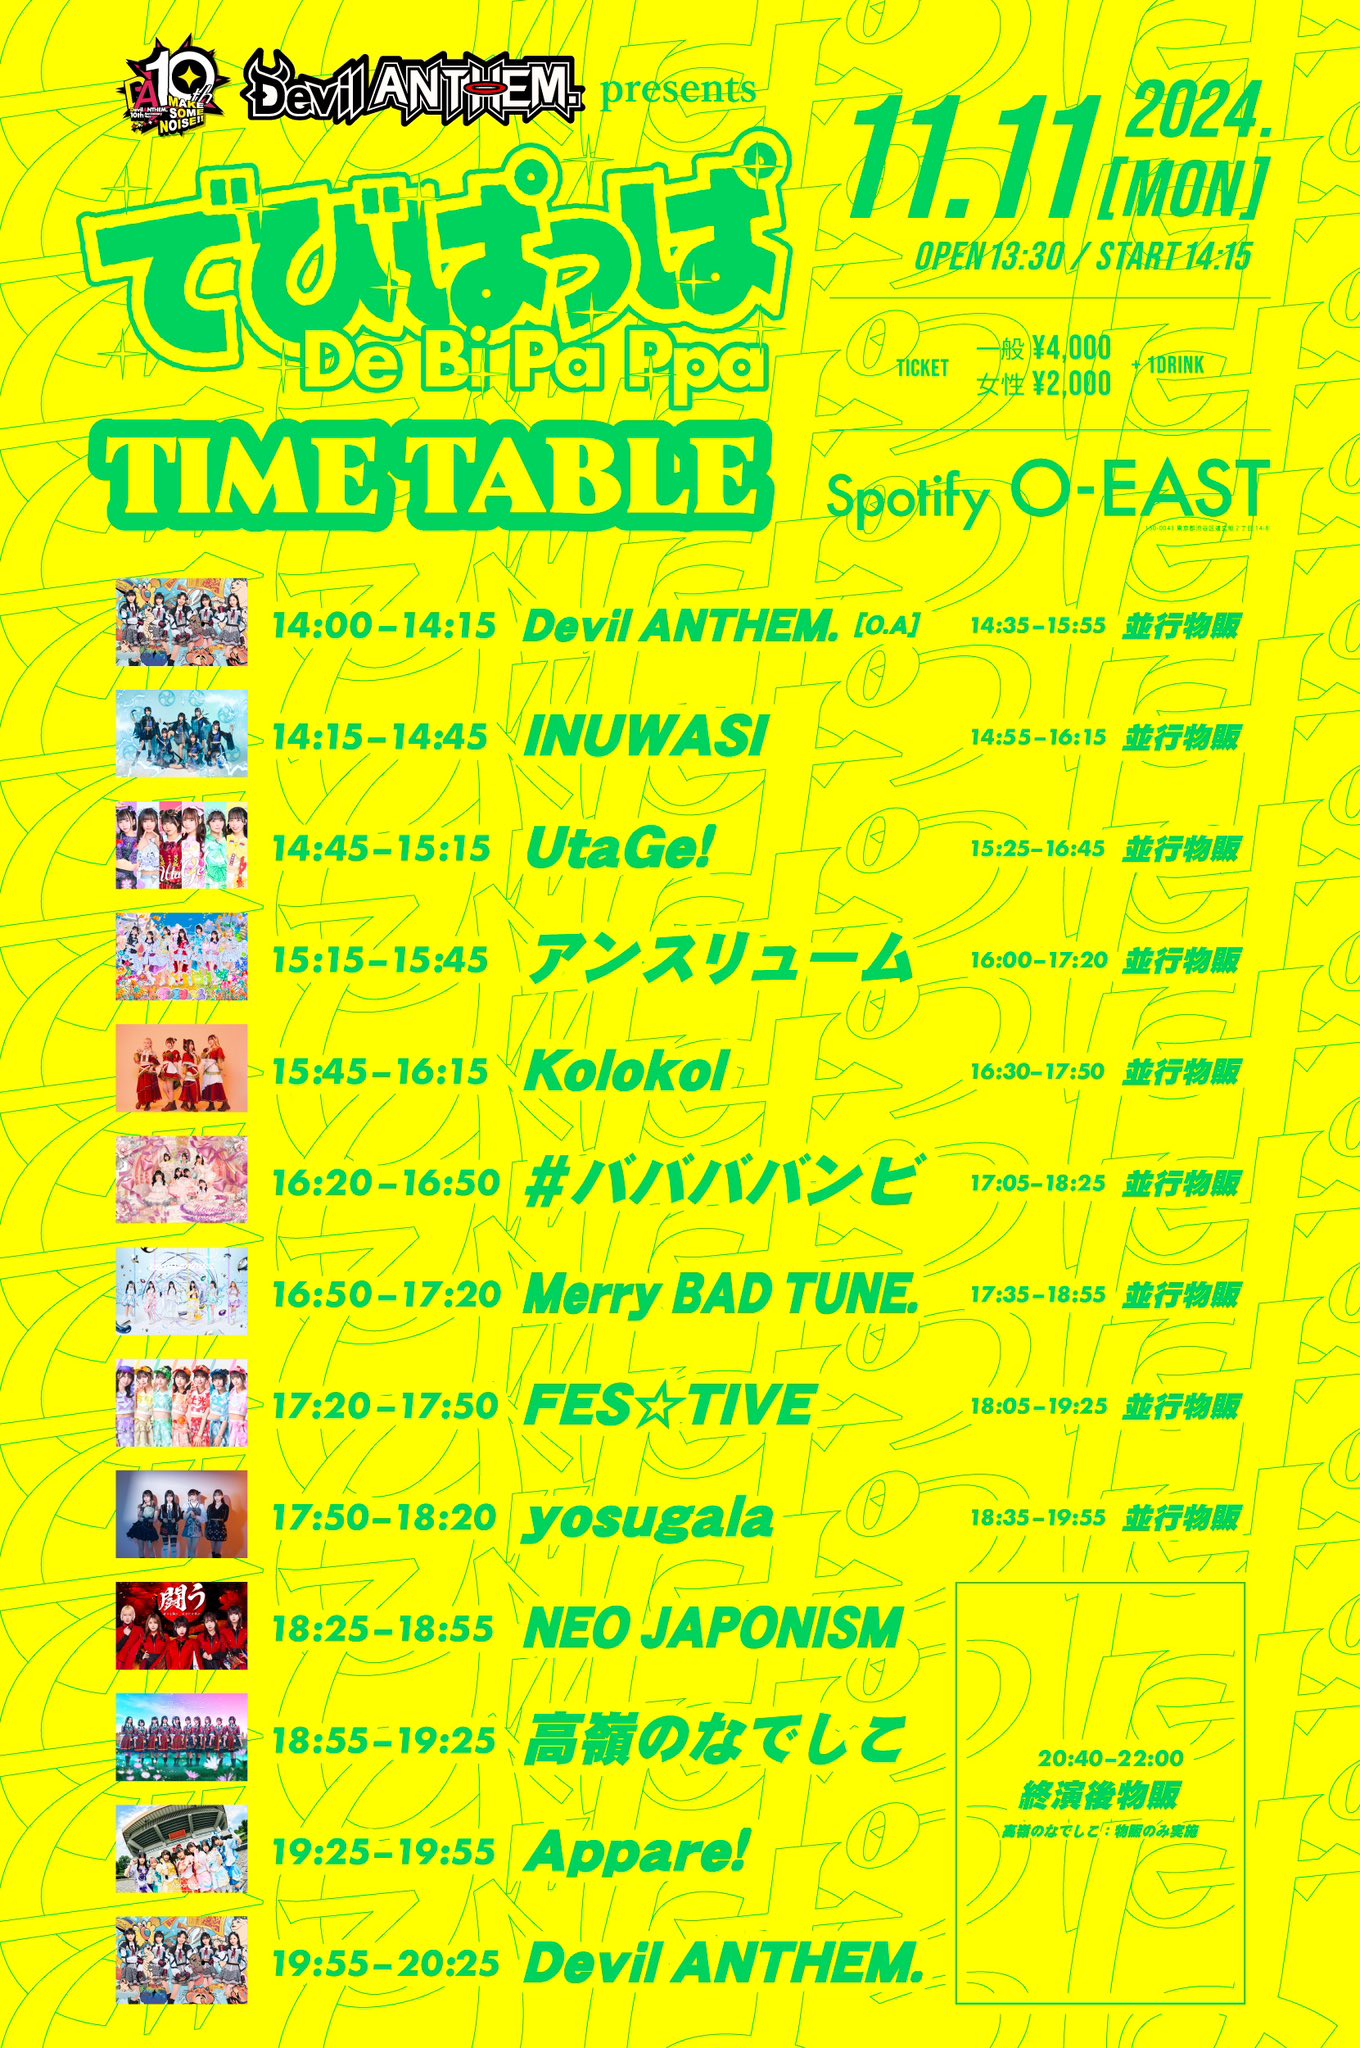 10th
MAKE
SOME
NOISE!!
Devil ANTHEM. presents
でびぱっぱ
De Bi Pa Ppa
TIME TABLE
11.11 2024.
[MON]
OPEN 13:30 / START 14:15
TICKET 一般 ¥4,000 + 1DRINK
女性 ¥2,000
Spotify O-EAST
14:00–14:15 Devil ANTHEM. [O.A] 14:35–15:55 並行物販
14:15–14:45 INUWASI 14:55–16:15 並行物販
14:45–15:15 UtaGe! 15:25–16:45 並行物販
15:15–15:45 アンスリューム 16:00–17:20 並行物販
15:45–16:15 Kolokol 16:30–17:50 並行物販
16:20–16:50 #ババババンビ 17:05–18:25 並行物販
16:50–17:20 Merry BAD TUNE. 17:35–18:55 並行物販
17:20–17:50 FES☆TIVE 18:05–19:25 並行物販
17:50–18:20 yosugala 18:35–19:55 並行物販
闘う
18:25–18:55 NEO JAPONISM
18:55–19:25 高嶺のなでしこ
19:25–19:55 Appare!
19:55–20:25 Devil ANTHEM.
20:40–22:00
終演後物販
高嶺のなでしこ：物販のみ実施